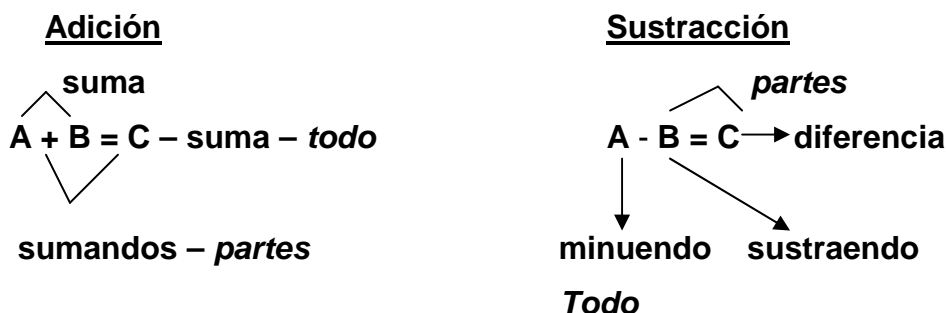 Adición
suma
A + B = C – suma – todo
sumandos – partes
Sustracción
partes
A - B = C diferencia
minuendo sustraendo
Todo